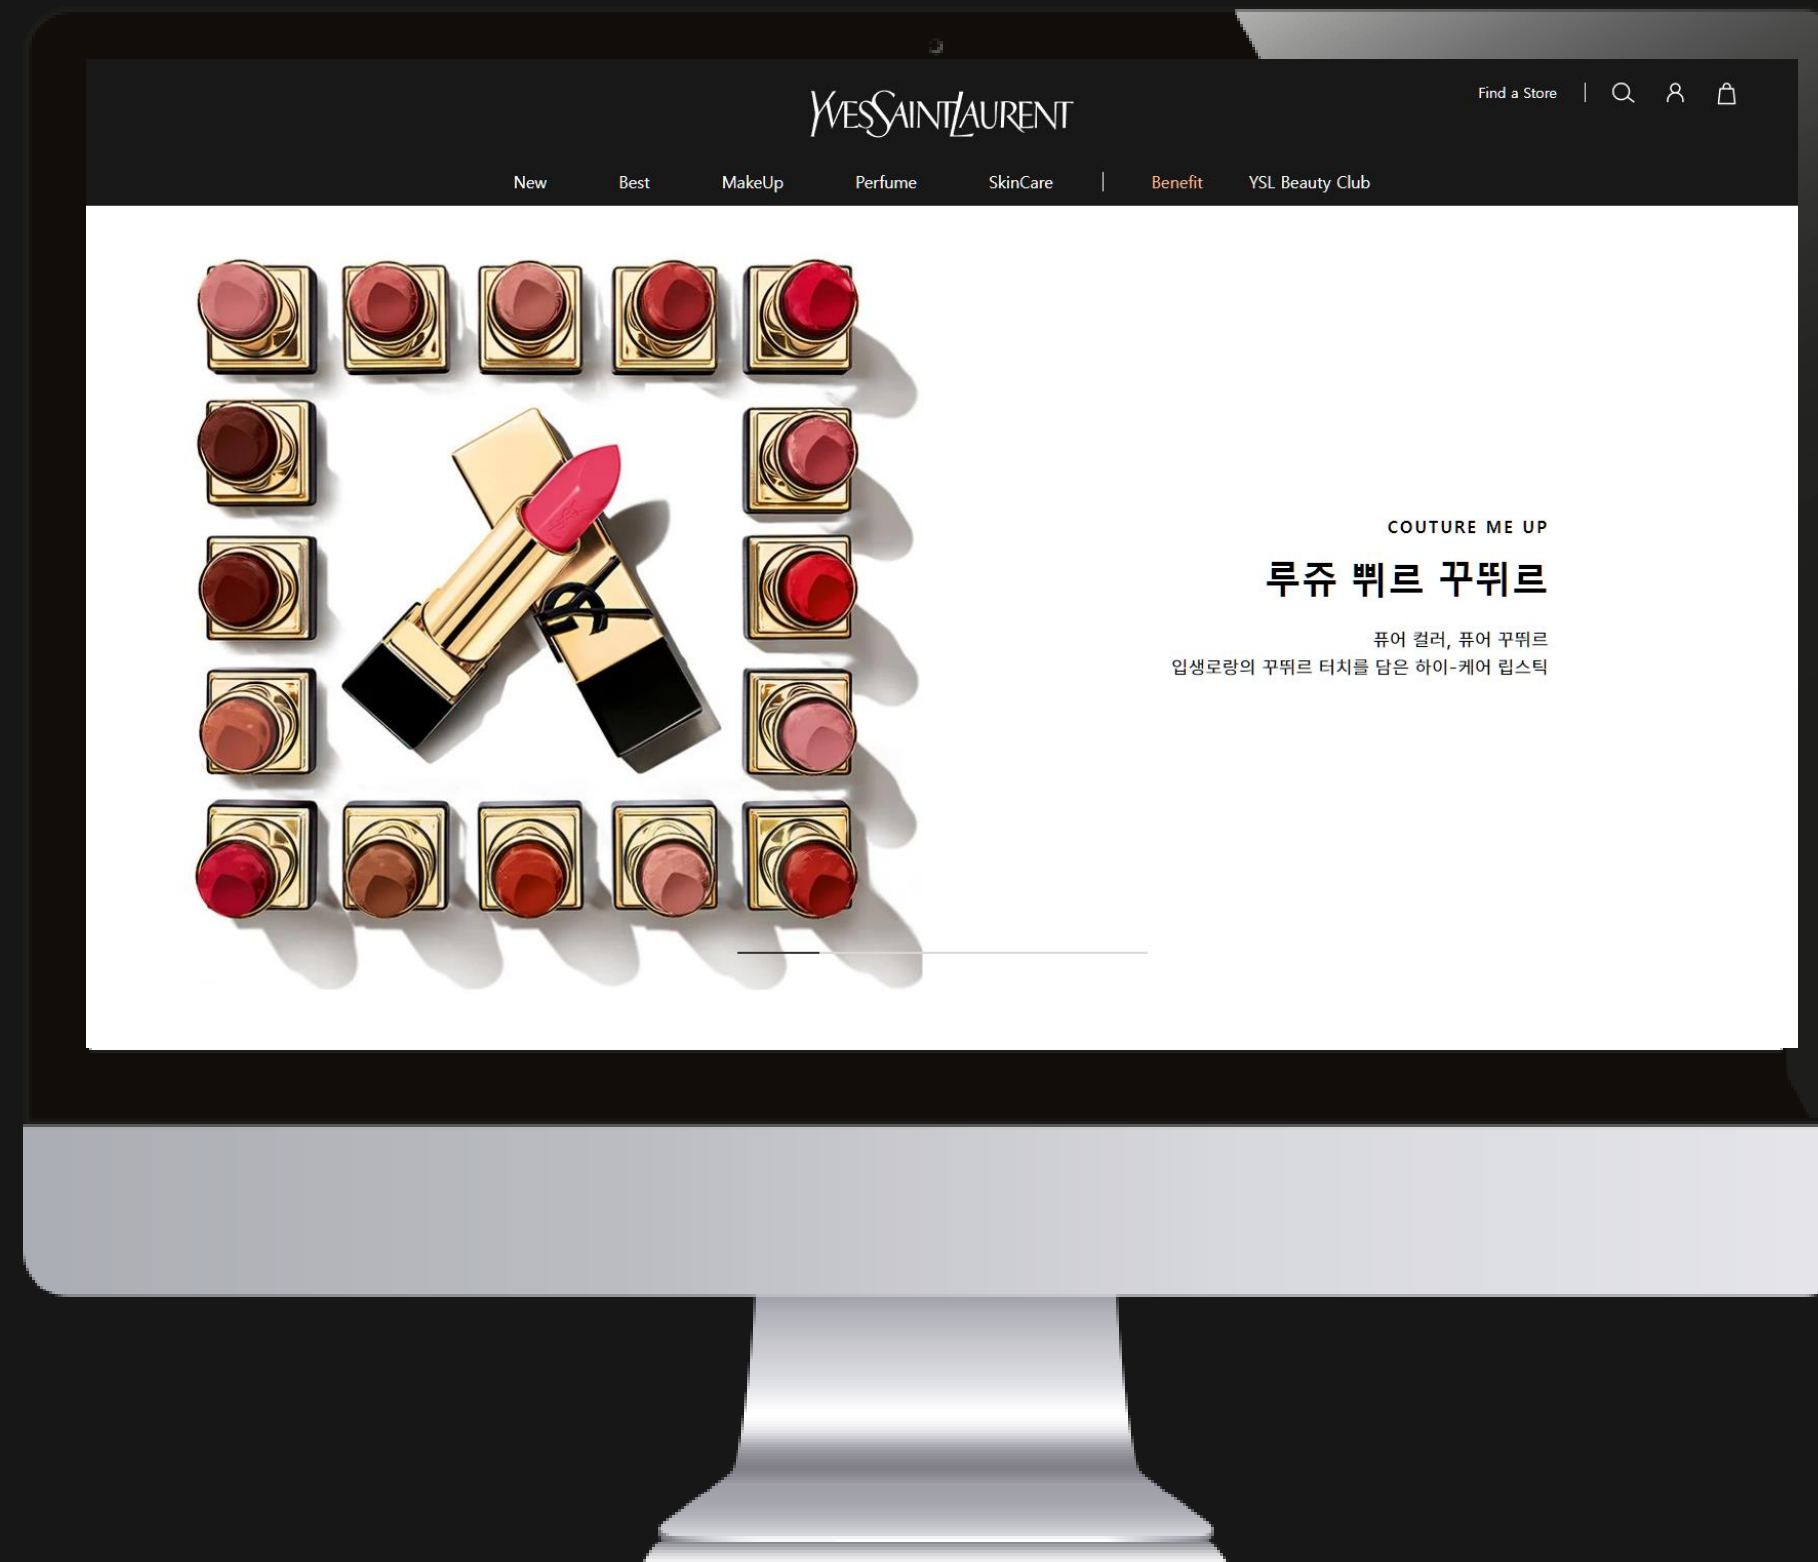 YVESSAINTLAURENT
Find a Store
New Best MakeUp Perfume SkinCare Benefit YSL Beauty Club
COUTURE ME UP
루쥬 쀠르 꾸뛰르
퓨어 컬러, 퓨어 꾸뛰르
입생로랑의 꾸뛰르 터치를 담은 하이-케어 립스틱